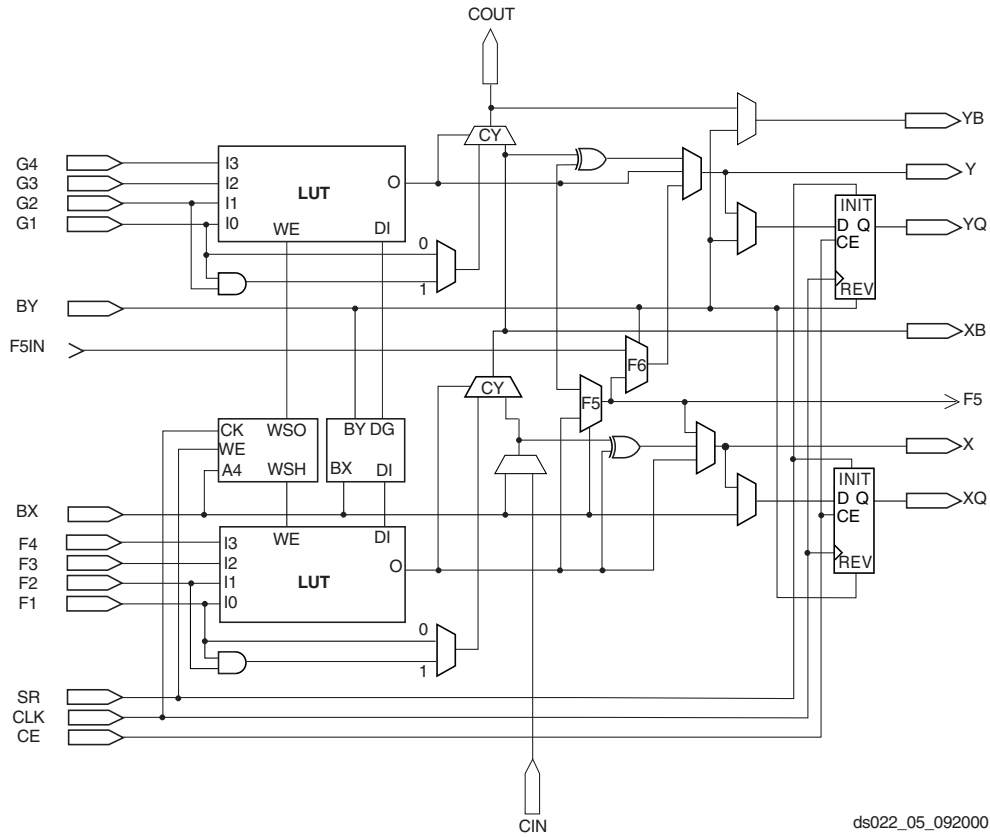 COUT
CY
YB
G4
G3
G2
G1
I3
I2
I1
I0
LUT
O
WE
DI
0
1
Y
INIT
D Q
CE
REV
YQ
BY
XB
F5IN
F6
CY
F5
F5
CK
WE
A4
WSO
WSH
BY DG
BX
DI
X
INIT
D Q
CE
REV
XQ
BX
F4
F3
F2
F1
I3
I2
I1
I0
WE
DI
LUT
O
0
1
SR
CLK
CE
CIN
ds022_05_092000